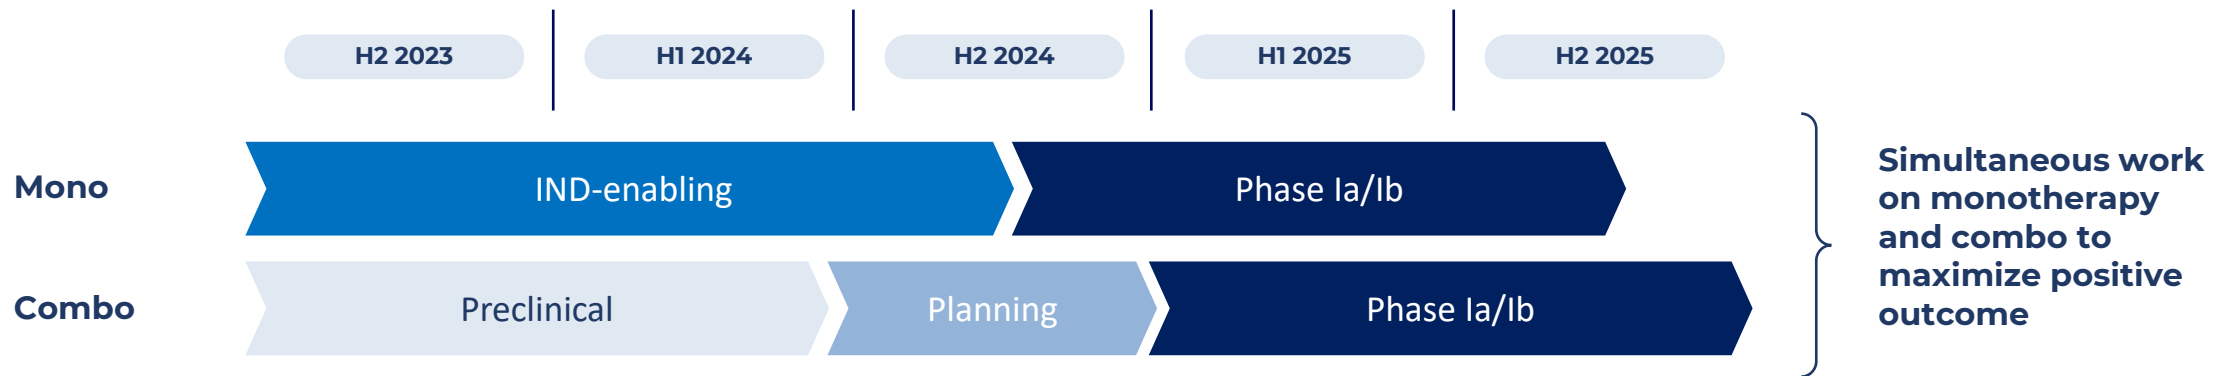 H2 2023
H1 2024
H2 2024
H1 2025
H2 2025
Mono
IND-enabling
Phase Ia/Ib
Combo
Preclinical
Planning
Phase Ia/Ib
Simultaneous work
on monotherapy
and combo to
maximize positive
outcome